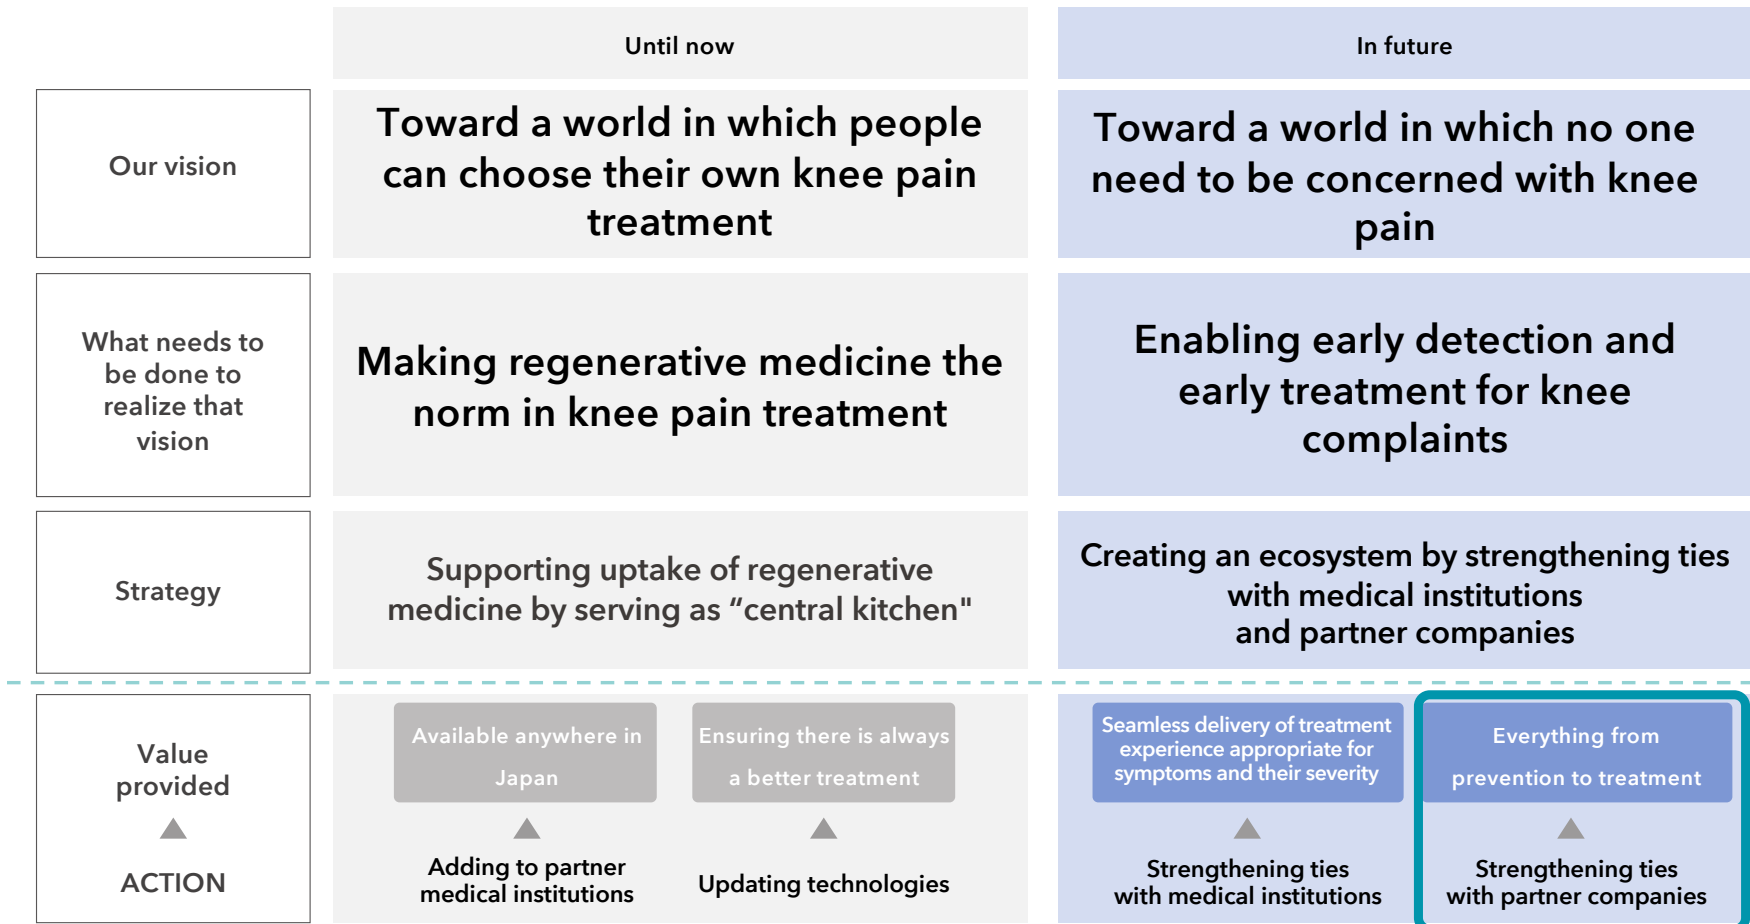 Until now
In future
Our vision
Toward a world in which people
can choose their own knee pain
treatment
Toward a world in which no one
need to be concerned with knee
pain
What needs to
be done to
realize that
vision
Making regenerative medicine the
norm in knee pain treatment
Enabling early detection and
early treatment for knee
complaints
Strategy
Supporting uptake of regenerative
medicine by serving as “central kitchen"
Creating an ecosystem by strengthening ties
with medical institutions
and partner companies
Value
provided
ACTION
Available anywhere in
Japan
Adding to partner
medical institutions
Ensuring there is always
a better treatment
Updating technologies
Seamless delivery of treatment
experience appropriate for
symptoms and their severity
Strengthening ties
with medical institutions
Everything from
prevention to treatment
Strengthening ties
with partner companies